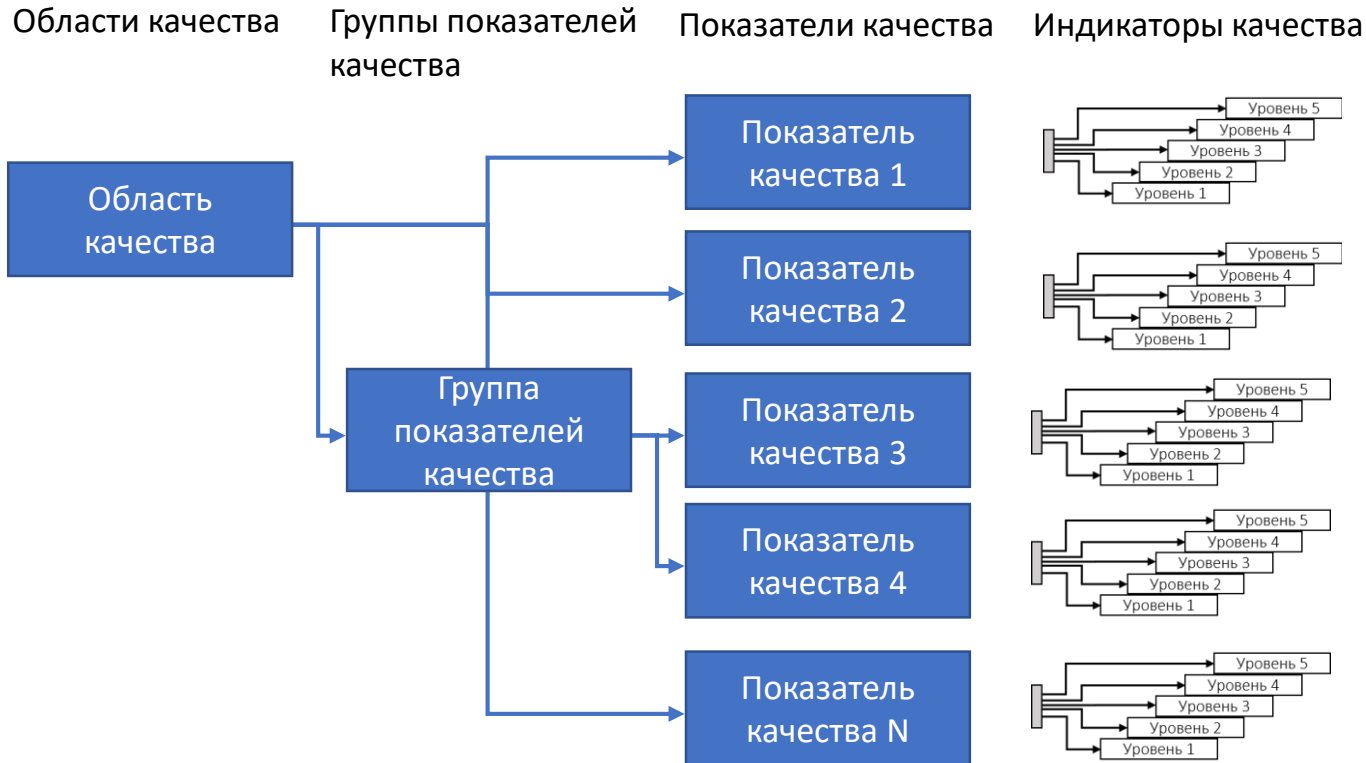 Области качества
Группы показателей
качества
Показатели качества
Индикаторы качества
Область
качества
Группа
показателей
качества
Показатель
качества 1
Уровень 5
Уровень 4
Уровень 3
Уровень 2
Уровень 1
Показатель
качества 2
Уровень 5
Уровень 4
Уровень 3
Уровень 2
Уровень 1
Показатель
качества 3
Уровень 5
Уровень 4
Уровень 3
Уровень 2
Уровень 1
Показатель
качества 4
Уровень 5
Уровень 4
Уровень 3
Уровень 2
Уровень 1
Показатель
качества N
Уровень 5
Уровень 4
Уровень 3
Уровень 2
Уровень 1